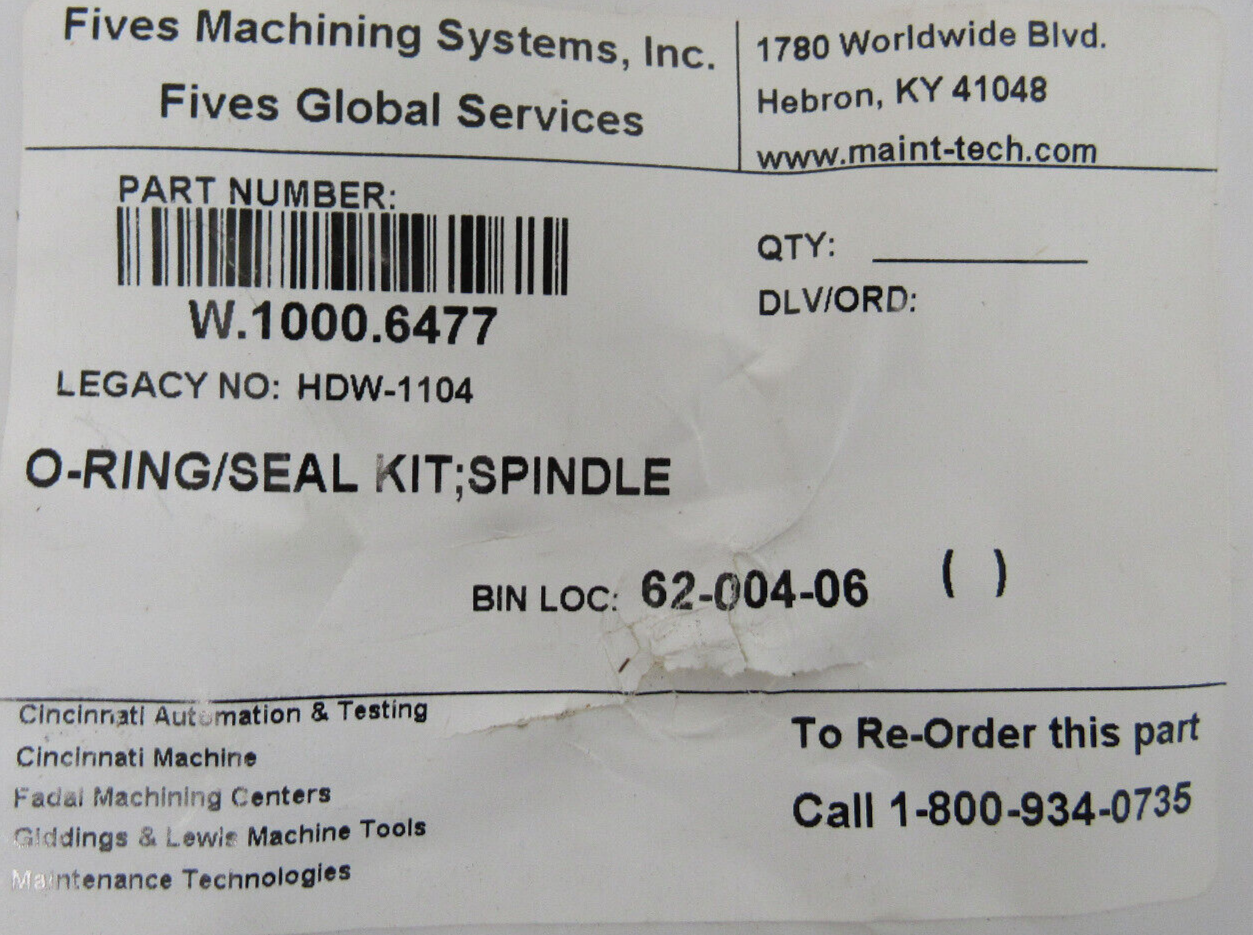 Fives Machining Systems, Inc.
Fives Global Services
1780 Worldwide Blvd.
Hebron, KY 41048
www.maint-tech.com
PART NUMBER:
W.1000.6477
LEGACY NO: HDW-1104
QTY: ____________
DLV/ORD:
O-RING/SEAL KIT;SPINDLE
BIN LOC: 62-004-06 ( )
Cincinnati Automation & Testing
Cincinnati Machine
Fadal Machining Centers
Giddings & Lewis Machine Tools
Maintenance Technologies
To Re-Order this part
Call 1-800-934-0735